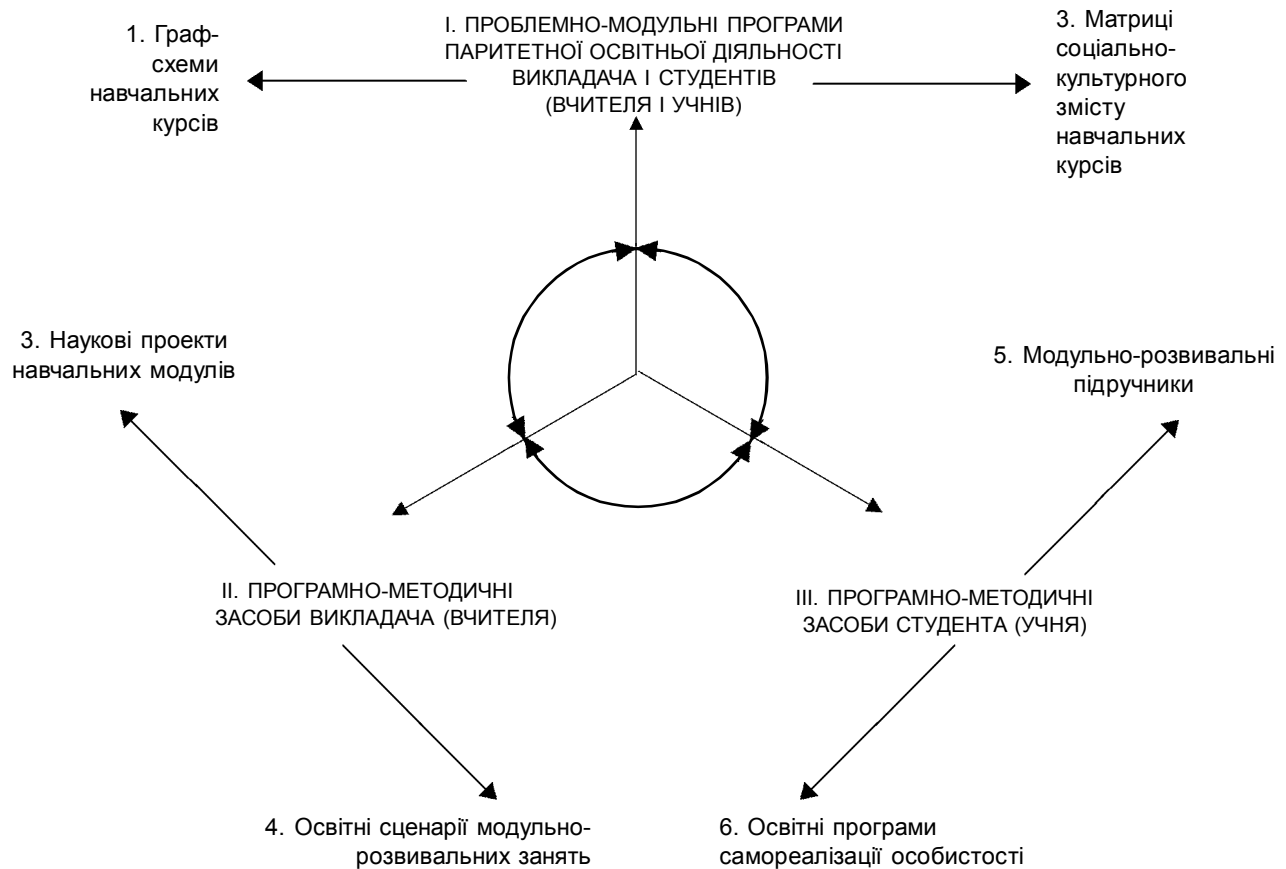 1. Граф-
схеми
навчальних
курсів
І. ПРОБЛЕМНО-МОДУЛЬНІ ПРОГРАМИ
ПАРИТЕТНОЇ ОСВІТНЬОЇ ДІЯЛЬНОСТІ
ВИКЛАДАЧА І СТУДЕНТІВ
(ВЧИТЕЛЯ І УЧНІВ)
3. Матриці
соціально-
культурного
змісту
навчальних
курсів
3. Наукові проекти
навчальних модулів
5. Модульно-розвивальні
підручники
ІІ. ПРОГРАМНО-МЕТОДИЧНІ
ЗАСОБИ ВИКЛАДАЧА (ВЧИТЕЛЯ)
ІІІ. ПРОГРАМНО-МЕТОДИЧНІ
ЗАСОБИ СТУДЕНТА (УЧНЯ)
4. Освітні сценарії модульно-
розвивальних занять
6. Освітні програми
самореалізації особистості